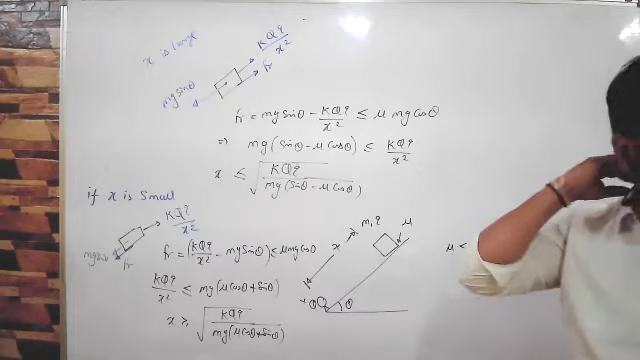 x is large
KQq/x²
fr
mg sinθ
fr = mg sinθ − KQq/x² ≤ μ mg cosθ
⇒ mg (sinθ − μ cosθ) ≤ KQq/x²
x ≤ √(KQq / mg (sinθ − μ cosθ))
if x is small
KQq/x²
fr
fr = (KQq/x² − mg sinθ) ≤ μ mg cosθ
KQq/x² ≤ mg (μ cosθ + sinθ)
x ≥ √(KQq / mg (μ cosθ + sinθ))
m, q
μ
x
θ
μ <